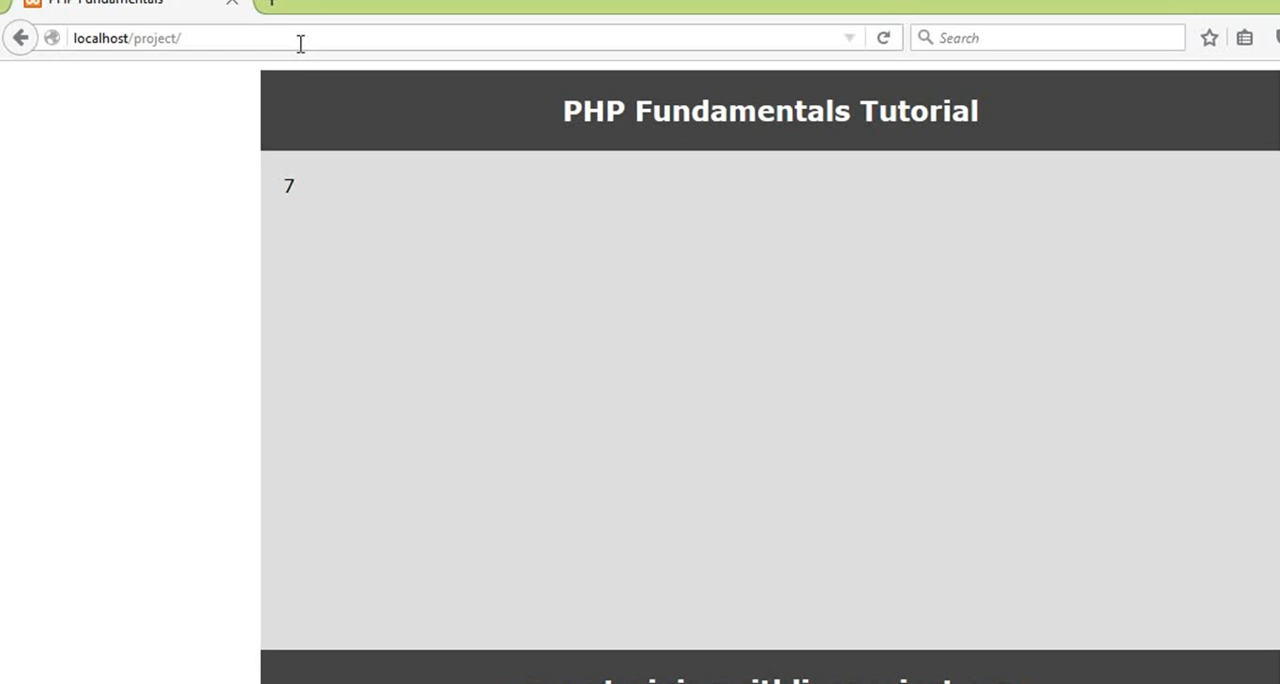 PHP Fundamentals
localhost/project/
Search
PHP Fundamentals Tutorial
7